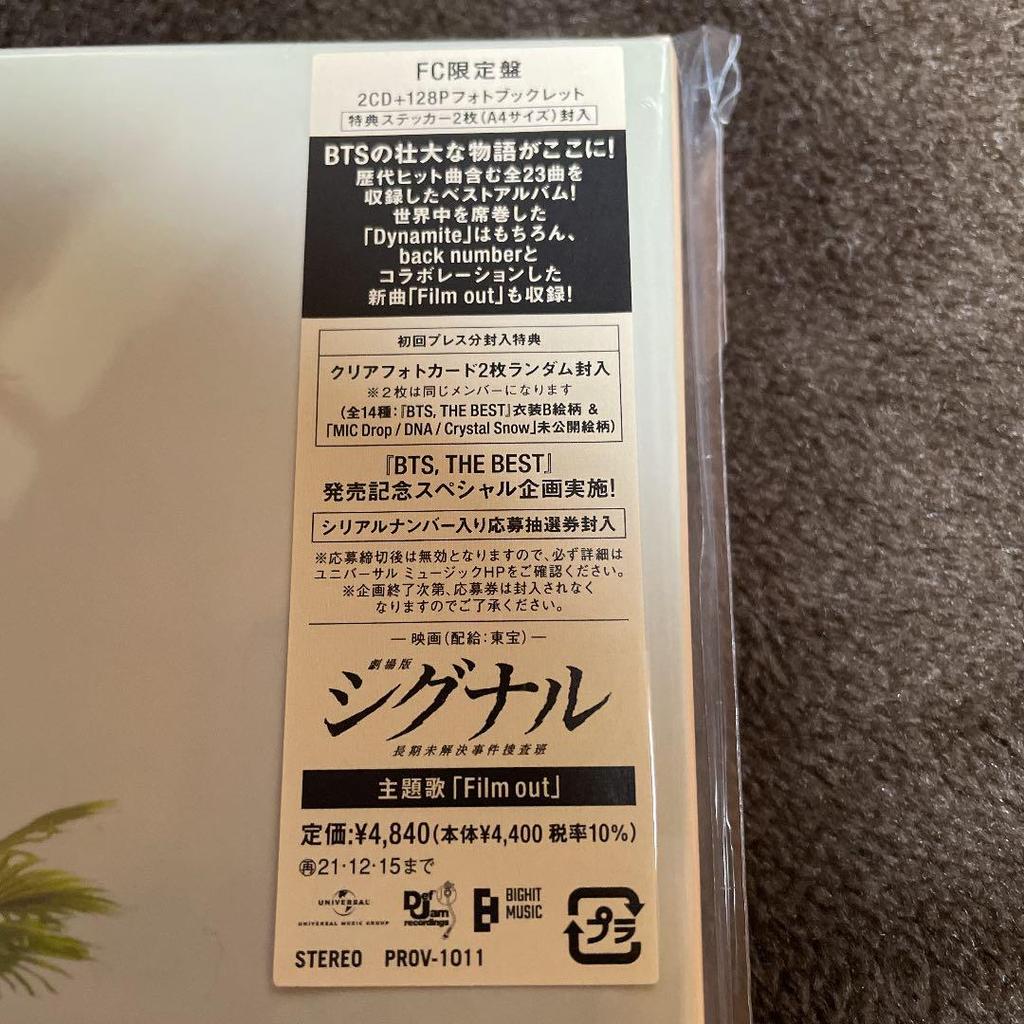 FC限定盤
2CD+128Pフォトブックレット
特典ステッカー2枚(A4サイズ)封入
BTSの壮大な物語がここに!
歴代ヒット曲含む全23曲を
収録したベストアルバム!
世界中を席巻した
「Dynamite」はもちろん、
back numberと
コラボレーションした
新曲「Film out」も収録!
初回プレス分封入特典
クリアフォトカード2枚ランダム封入
※2枚は同じメンバーになります
(全14種:『BTS, THE BEST』衣装B絵柄 &
「MIC Drop / DNA / Crystal Snow」未公開絵柄)
『BTS, THE BEST』
発売記念スペシャル企画実施!
シリアルナンバー入り応募抽選券封入
※応募締切後は無効となりますので、必ず詳細は
ユニバーサル ミュージックHPをご確認ください。
※企画終了次第、応募券は封入されなく
なりますのでご了承ください。
— 映画(配給:東宝) —
劇場版
シグナル
長期未解決事件捜査班
主題歌「Film out」
定価:¥4,840(本体¥4,400 税率10%)
㊢21·12·15まで
UNIVERSAL
UNIVERSAL MUSIC GROUP
Def Jam
recordings
BIGHIT
MUSIC
プラ
STEREO PROV-1011